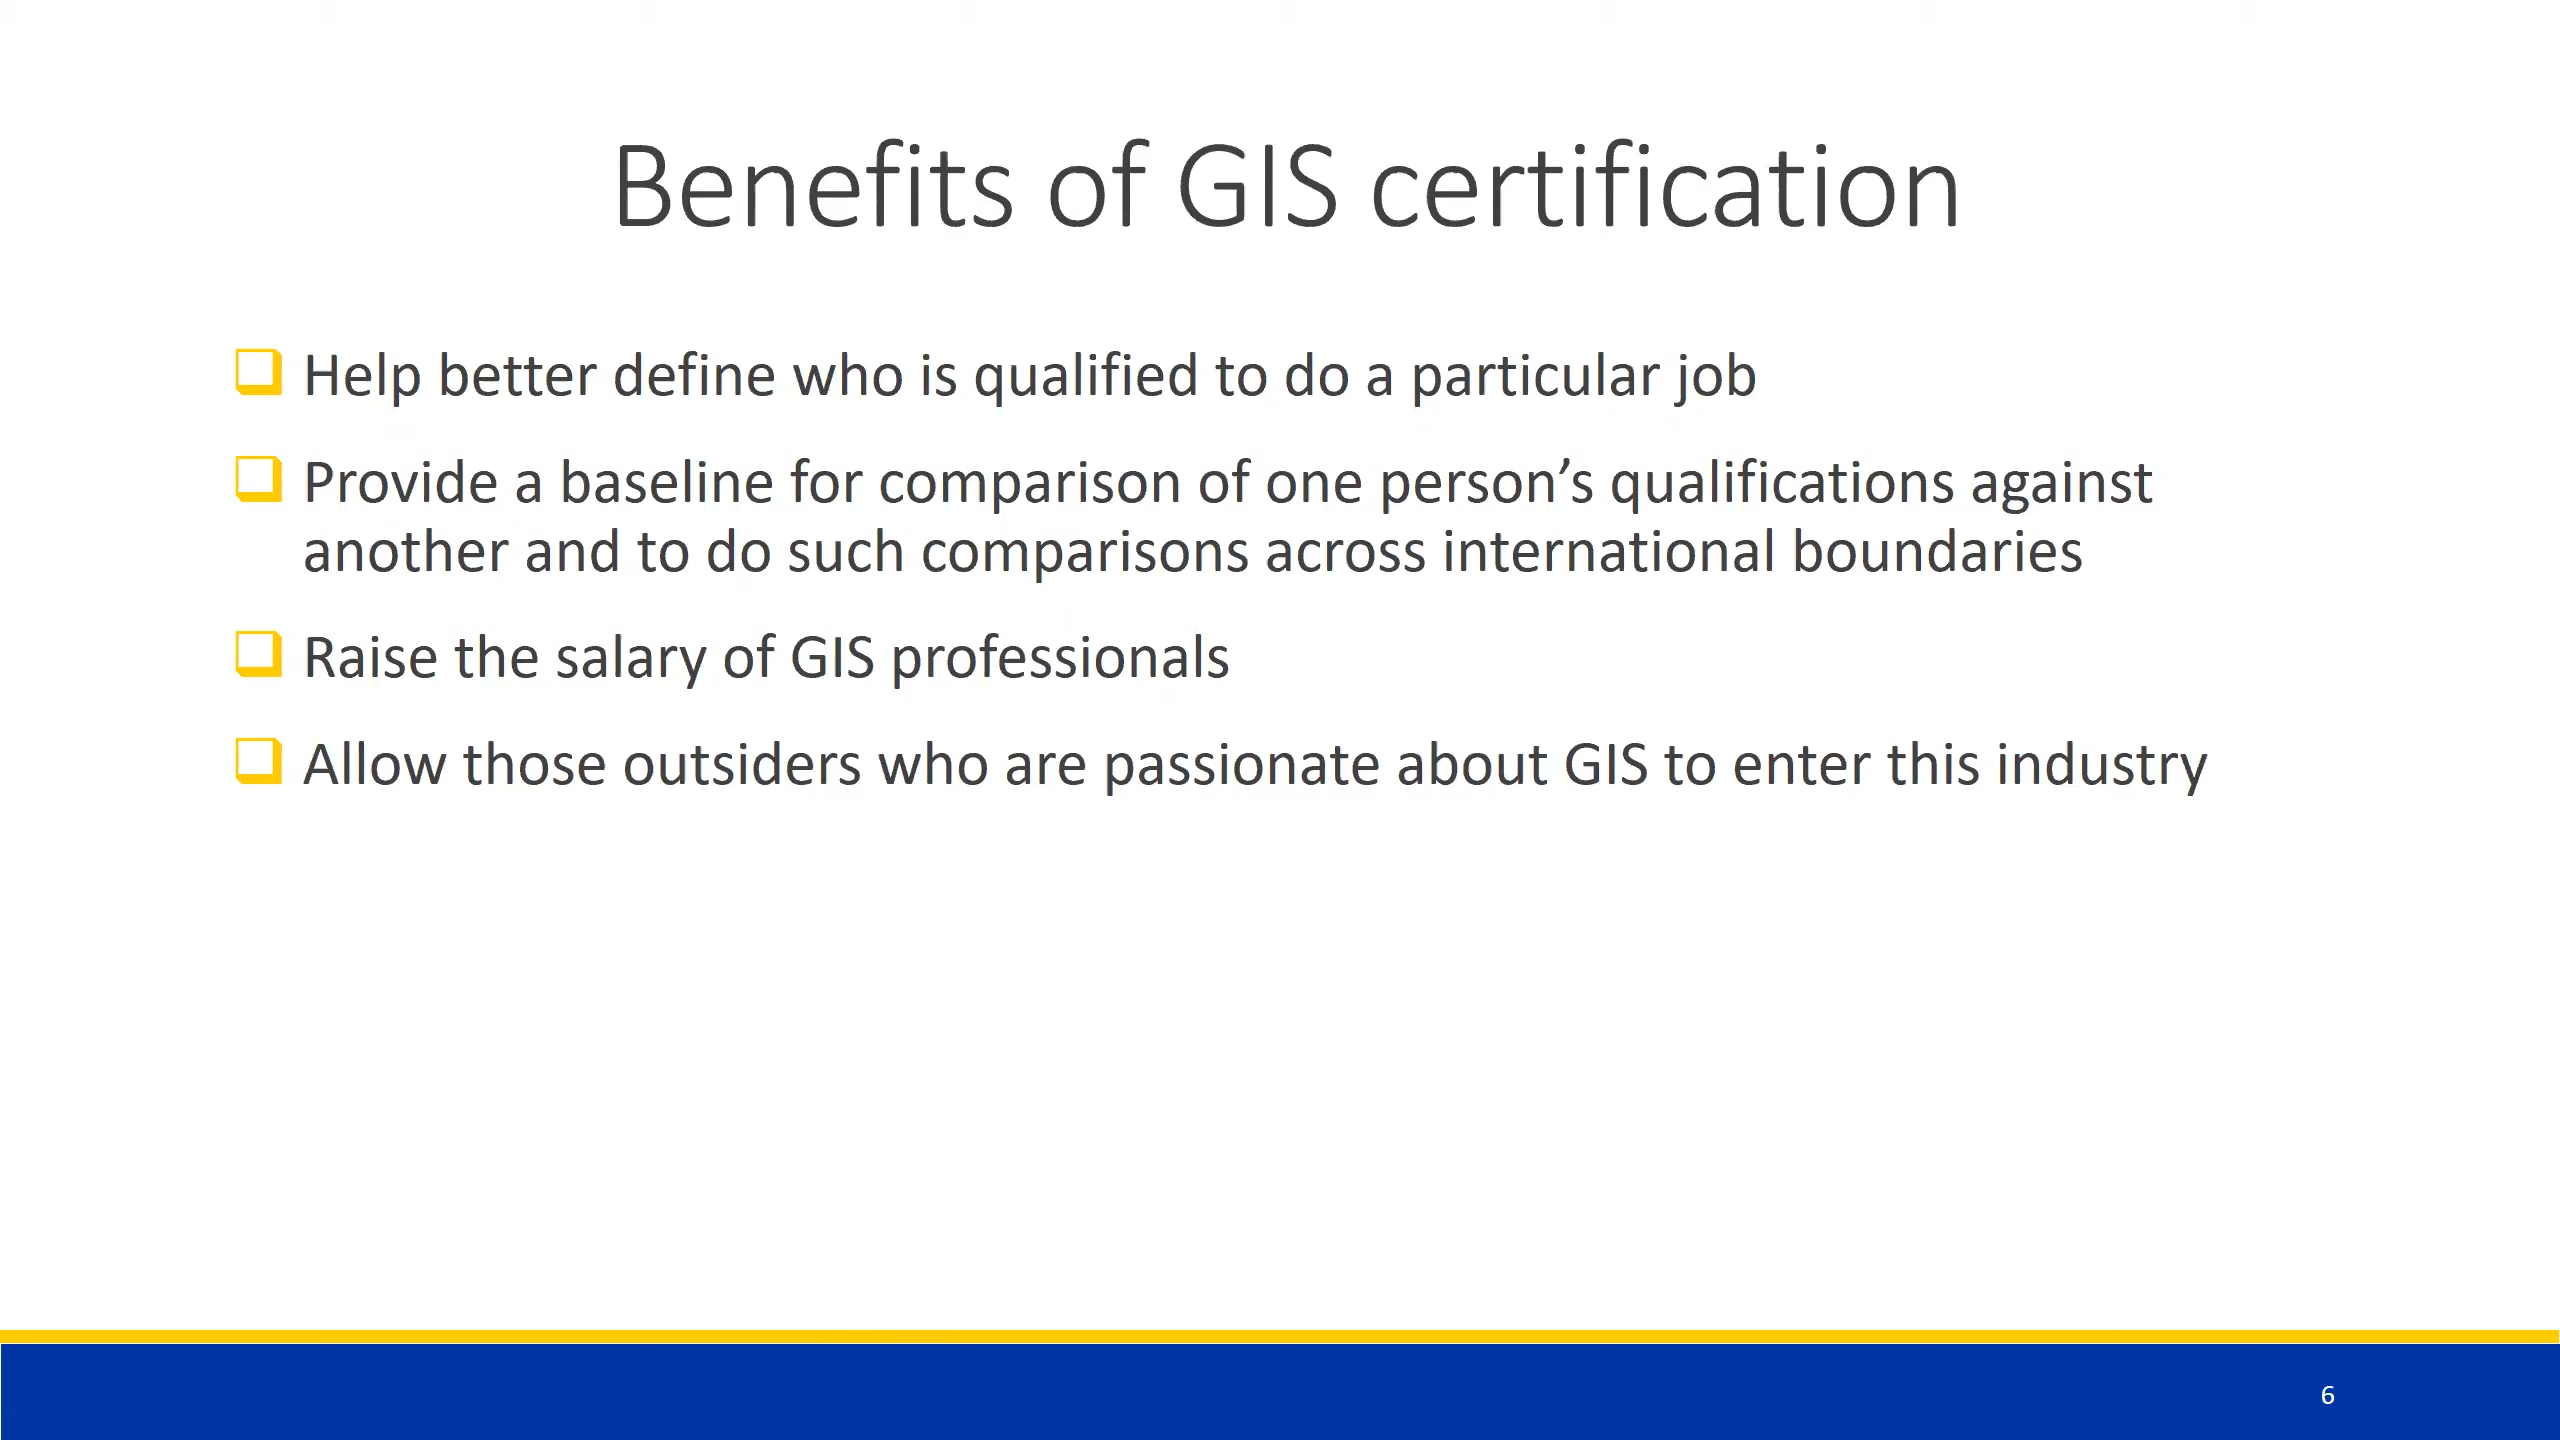 Benefits of GIS certification
Help better define who is qualified to do a particular job
Provide a baseline for comparison of one person’s qualifications against
another and to do such comparisons across international boundaries
Raise the salary of GIS professionals
Allow those outsiders who are passionate about GIS to enter this industry
6